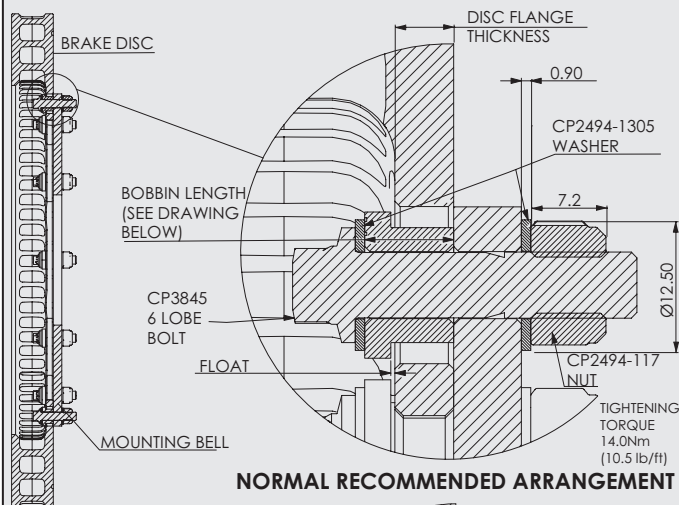 DISC FLANGE
THICKNESS
BRAKE DISC
0.90
CP2494-1305
WASHER
BOBBIN LENGTH
(SEE DRAWING
BELOW)
7.2
Ø12.50
CP3845
6 LOBE
BOLT
FLOAT
CP2494-117
NUT
TIGHTENING
TORQUE
14.0Nm
(10.5 lb/ft)
MOUNTING BELL
NORMAL RECOMMENDED ARRANGEMENT